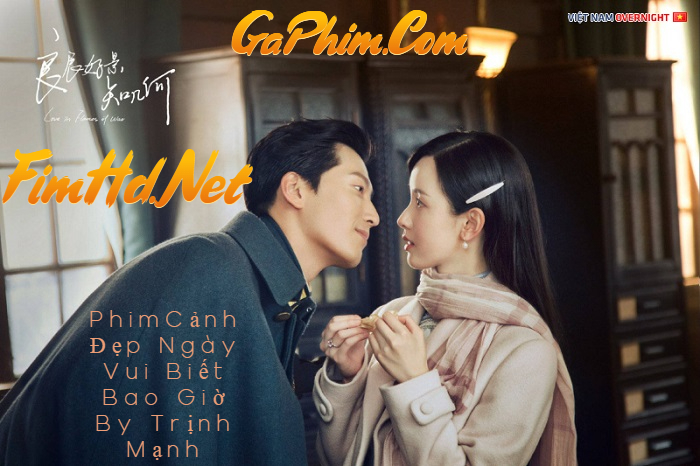 GaPhim.Com
VIỆT NAM OVERNIGHT
良辰好景
知几何
Love in Flames of War
FimHd.Net
PhimCảnh
Đẹp Ngày
Vui Biết
Bao Giờ
By Trịnh
Mạnh